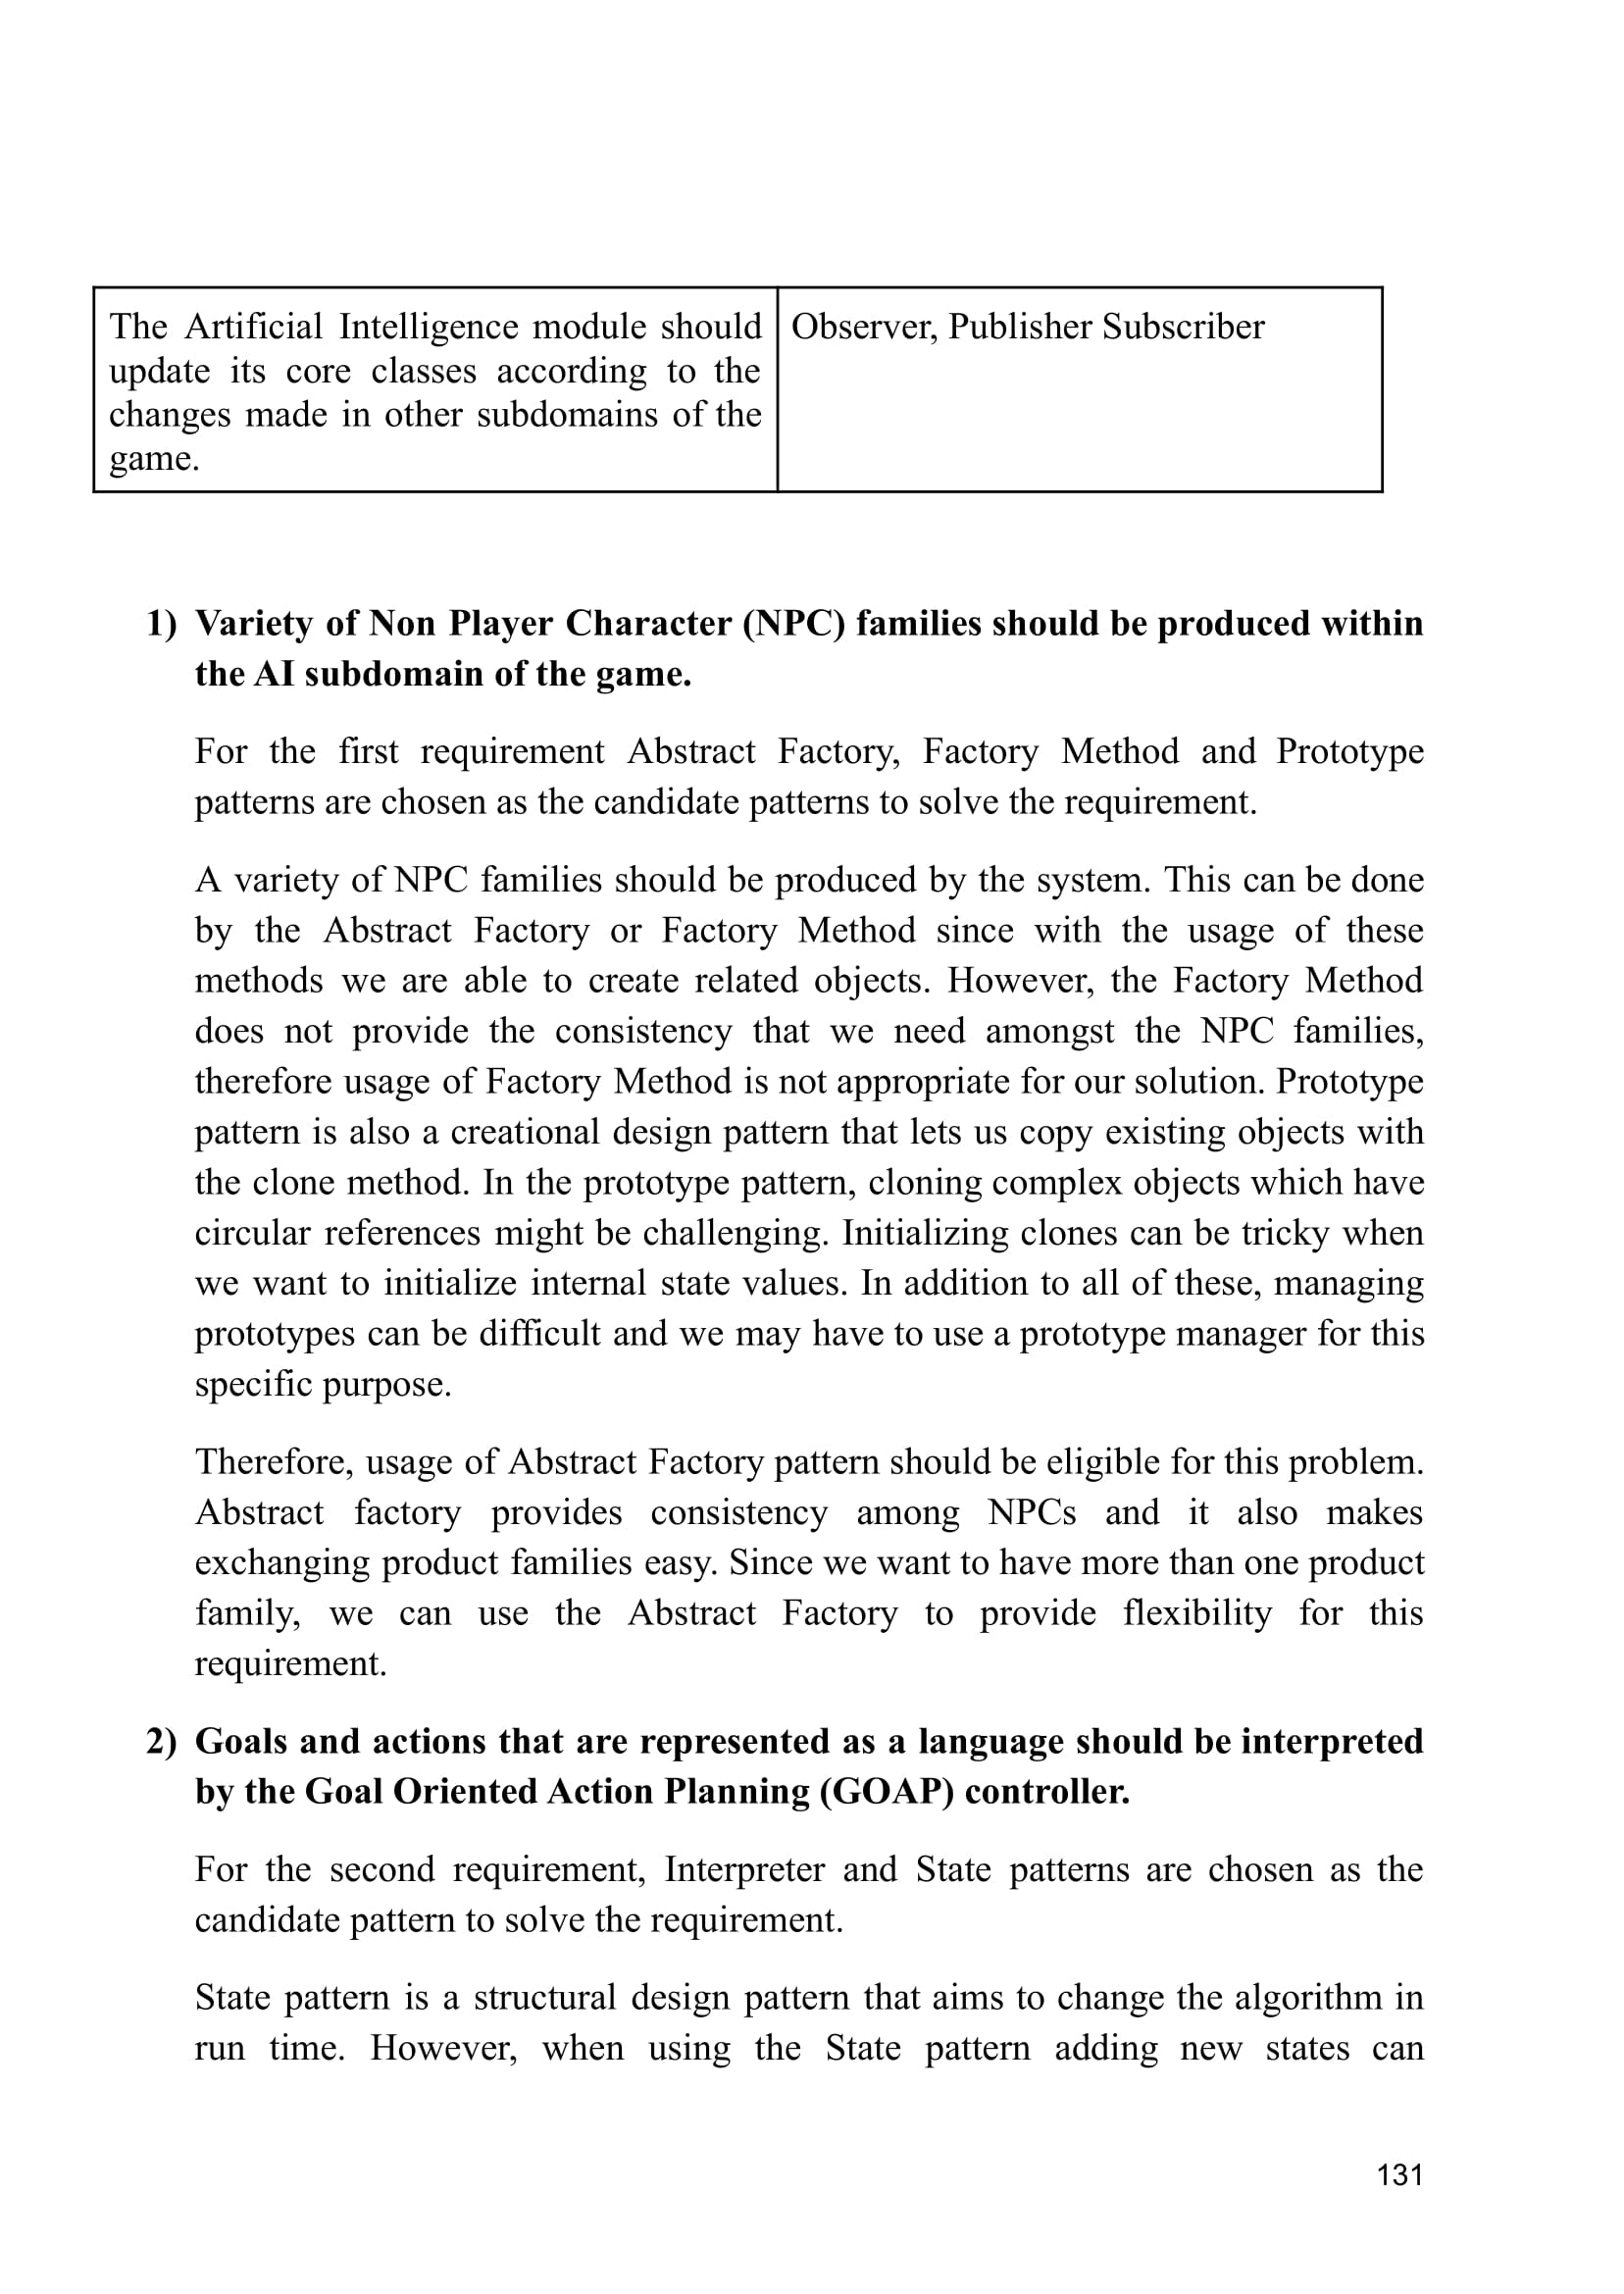 The Artificial Intelligence module should
update its core classes according to the
changes made in other subdomains of the
game.
Observer, Publisher Subscriber
1) Variety of Non Player Character (NPC) families should be produced within
the AI subdomain of the game.
For the first requirement Abstract Factory, Factory Method and Prototype
patterns are chosen as the candidate patterns to solve the requirement.
A variety of NPC families should be produced by the system. This can be done
by the Abstract Factory or Factory Method since with the usage of these
methods we are able to create related objects. However, the Factory Method
does not provide the consistency that we need amongst the NPC families,
therefore usage of Factory Method is not appropriate for our solution. Prototype
pattern is also a creational design pattern that lets us copy existing objects with
the clone method. In the prototype pattern, cloning complex objects which have
circular references might be challenging. Initializing clones can be tricky when
we want to initialize internal state values. In addition to all of these, managing
prototypes can be difficult and we may have to use a prototype manager for this
specific purpose.
Therefore, usage of Abstract Factory pattern should be eligible for this problem.
Abstract factory provides consistency among NPCs and it also makes
exchanging product families easy. Since we want to have more than one product
family, we can use the Abstract Factory to provide flexibility for this
requirement.
2) Goals and actions that are represented as a language should be interpreted
by the Goal Oriented Action Planning (GOAP) controller.
For the second requirement, Interpreter and State patterns are chosen as the
candidate pattern to solve the requirement.
State pattern is a structural design pattern that aims to change the algorithm in
run time. However, when using the State pattern adding new states can
131